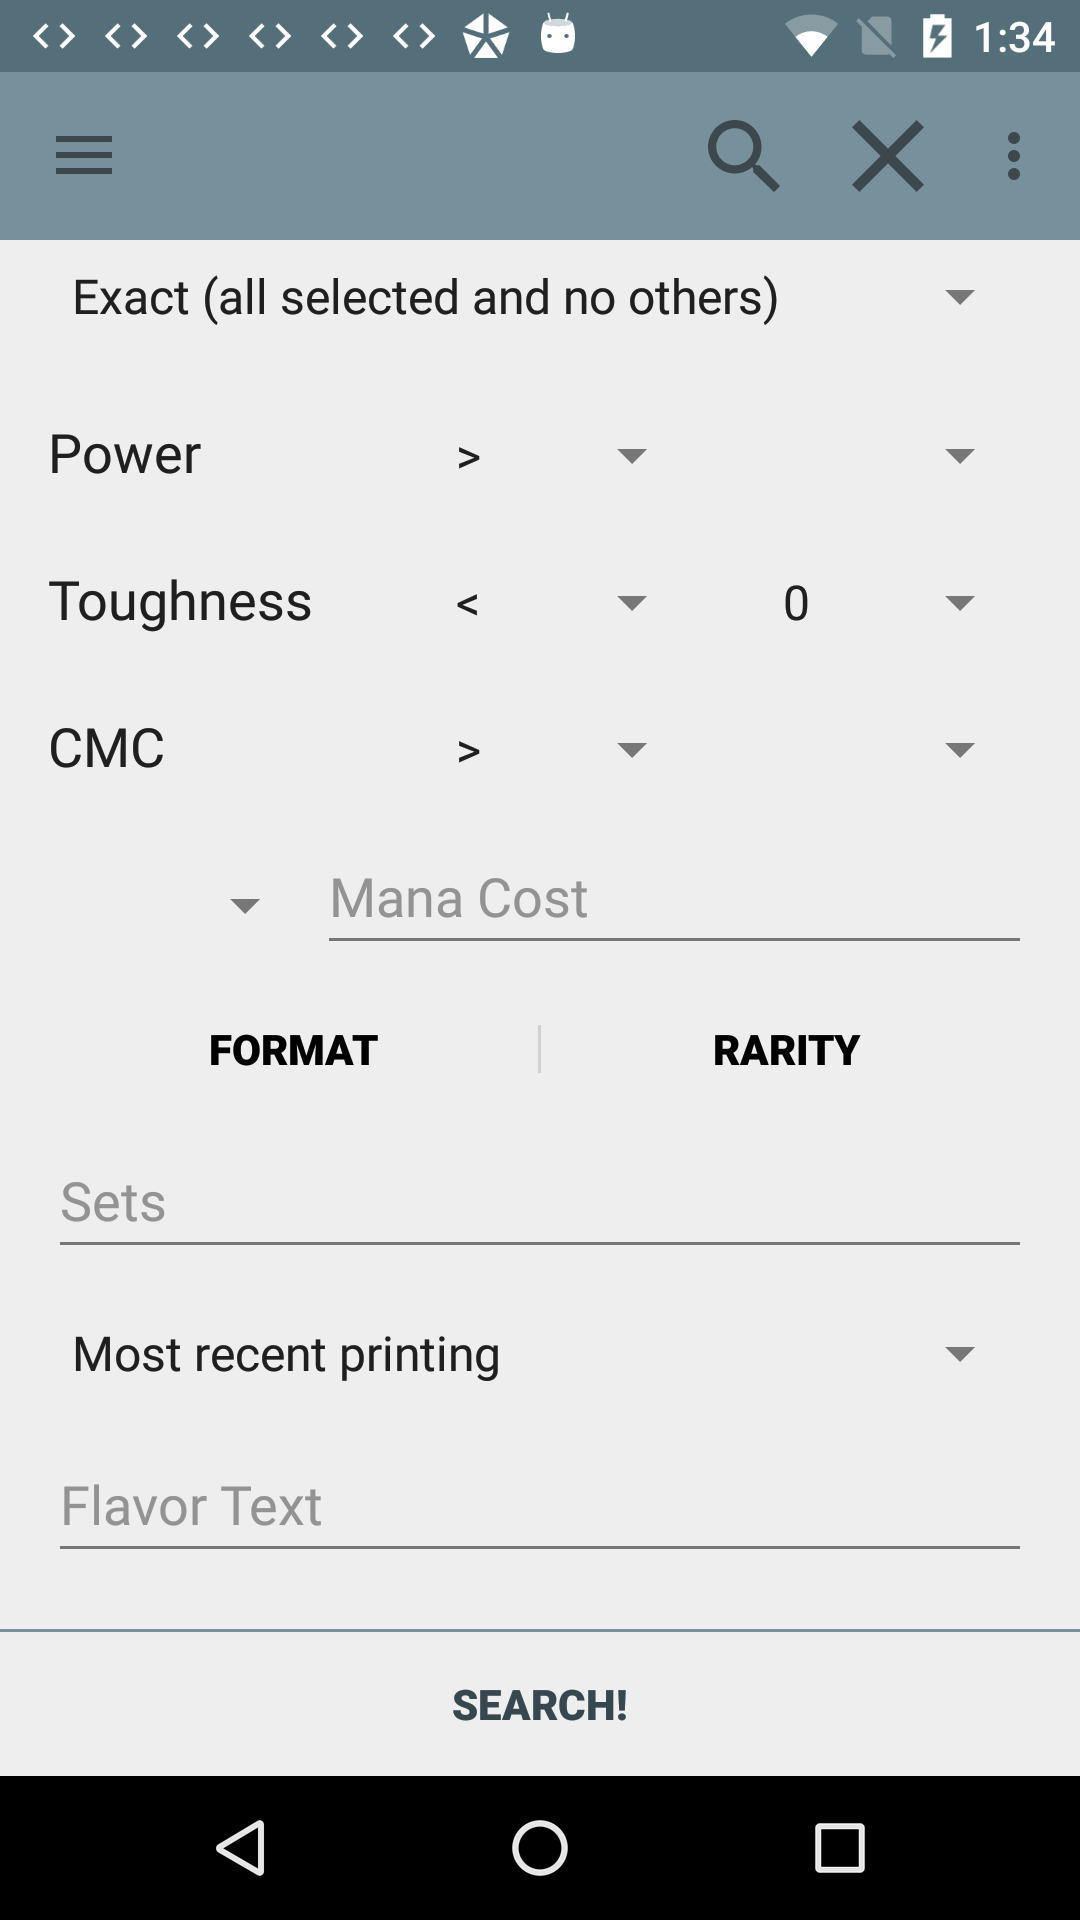 1:34
Exact (all selected and no others)
Power > 
Toughness < 0
CMC >
Mana Cost
FORMAT RARITY
Sets
Most recent printing
Flavor Text
SEARCH!